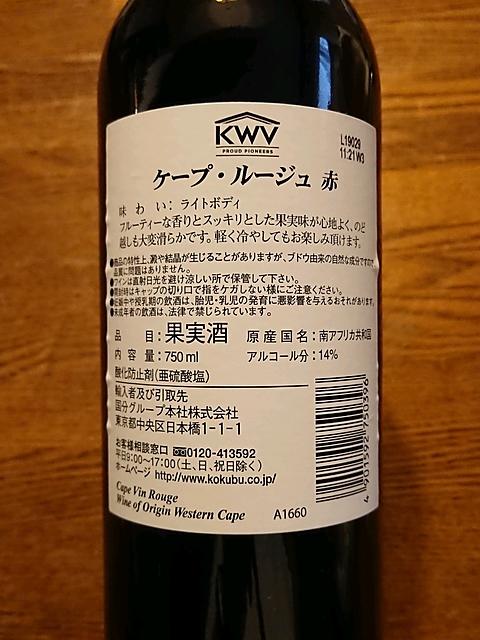 KWV
PROUD PIONEERS
L19029
11:21 W3
ケープ・ルージュ 赤
味わい：ライトボディ
フルーティーな香りとスッキリとした果実味が心地よく、のど
越しも大変滑らかです。軽く冷やしてもお楽しみ頂けます。
●商品の特性上、澱や結晶が生じることがありますが、ブドウ由来の自然な成分ですので、
品質に問題はありません。
●ワインは直射日光を避け涼しい所で保管して下さい。
●開封時はキャップの切り口で指をケガしない様にご注意ください。
●妊娠中や授乳期の飲酒は、胎児・乳児の発育に悪影響を与えるおそれがあります。
●未成年者の飲酒は、法律で禁じられています。
品目：果実酒 原産国名：南アフリカ共和国
内容量：750 ml アルコール分：14%
酸化防止剤(亜硫酸塩)
輸入者及び引取先
国分グループ本社株式会社
東京都中央区日本橋1-1-1
お客様相談窓口 0120-413592
平日9:00〜17:00(土、日、祝日除く)
ホームページ http://www.kokubu.co.jp/
Cape Vin Rouge
Wine of Origin Western Cape
A1660
4 901592 750396